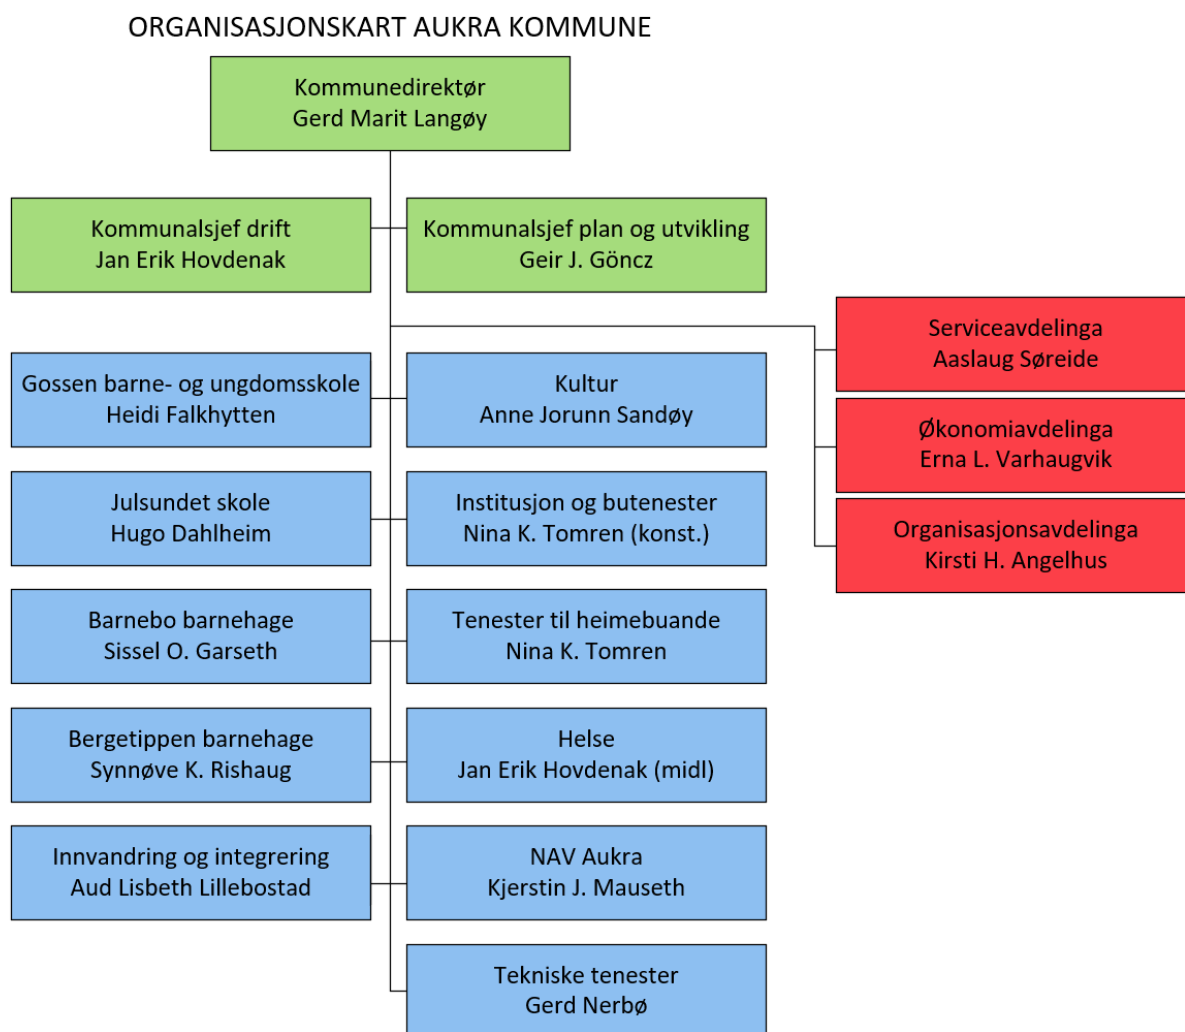 ORGANISASJONSKART AUKRA KOMMUNE
Kommunedirektør
Gerd Marit Langøy
Kommunalsjef drift
Jan Erik Hovdenak
Kommunalsjef plan og utvikling
Geir J. Göncz
Serviceavdelinga
Aaslaug Søreide
Økonomiavdelinga
Erna L. Varhaugvik
Organisasjonsavdelinga
Kirsti H. Angelhus
Gossen barne- og ungdomsskole
Heidi Falkhytten
Kultur
Anne Jorunn Sandøy
Julsundet skole
Hugo Dahlheim
Institusjon og butenester
Nina K. Tomren (konst.)
Barnebo barnehage
Sissel O. Garseth
Tenester til heimebuande
Nina K. Tomren
Bergetippen barnehage
Synnøve K. Rishaug
Helse
Jan Erik Hovdenak (midl)
Innvandring og integrering
Aud Lisbeth Lillebostad
NAV Aukra
Kjerstin J. Mauseth
Tekniske tenester
Gerd Nerbø